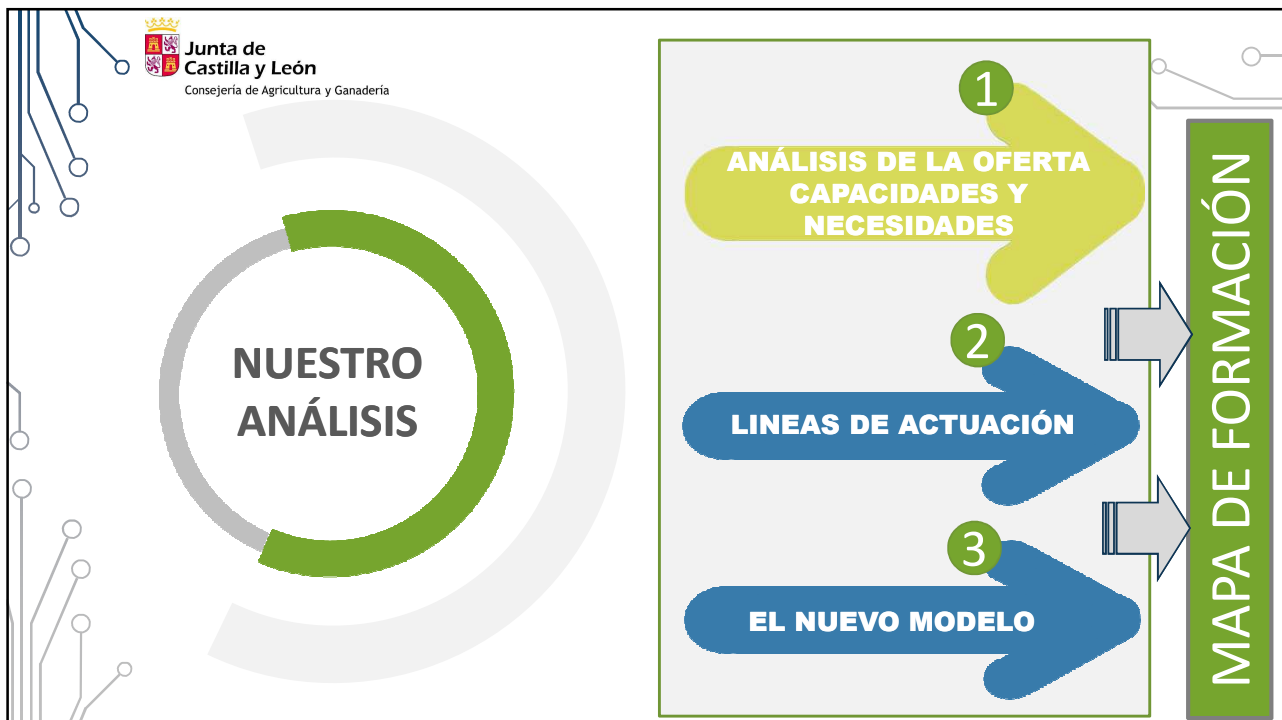 Junta de
Castilla y León
Consejería de Agricultura y Ganadería
NUESTRO
ANÁLISIS
1
ANÁLISIS DE LA OFERTA
CAPACIDADES Y
NECESIDADES
2
LINEAS DE ACTUACIÓN
3
EL NUEVO MODELO
MAPA DE FORMACIÓN